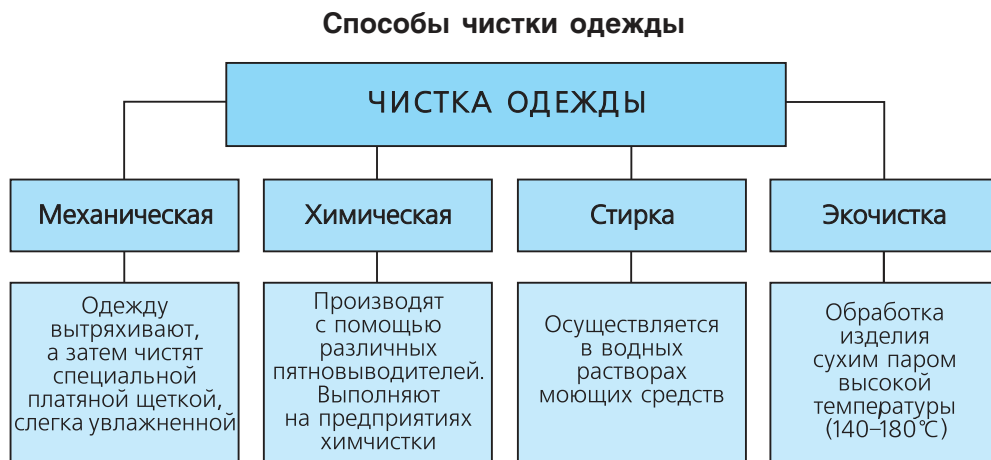 Способы чистки одежды
ЧИСТКА ОДЕЖДЫ
Механическая
Химическая
Стирка
Экочистка
Одежду
вытряхивают,
а затем чистят
специальной
платяной щеткой,
слегка увлажненной
Производят
с помощью
различных
пятновыводителей.
Выполняют
на предприятиях
химчистки
Осуществляется
в водных
растворах
моющих средств
Обработка
изделия
сухим паром
высокой
температуры
(140–180 °С)